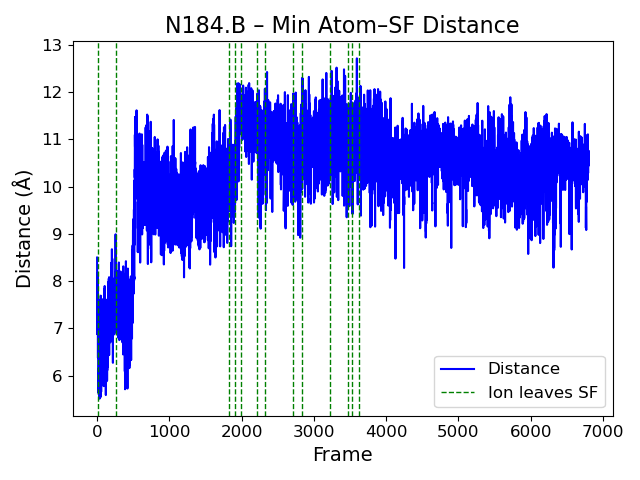 N184.B – Min Atom–SF Distance
Distance (Å)
13
12
11
10
9
8
7
6
0 1000 2000 3000 4000 5000 6000 7000
Frame
Distance
Ion leaves SF